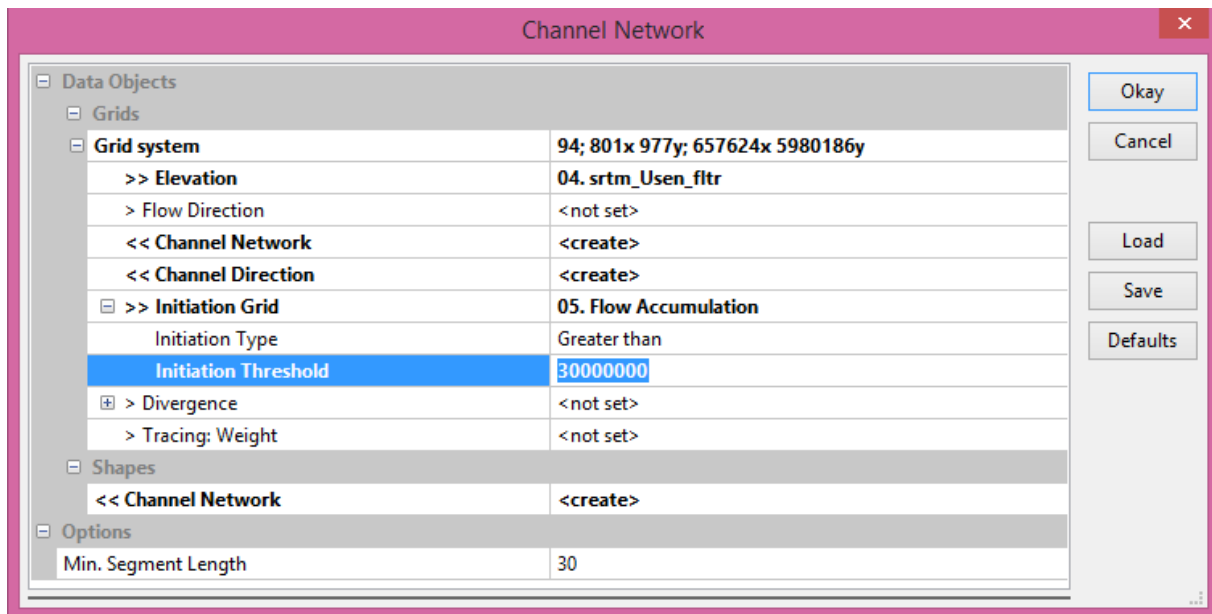 Channel Network
Data Objects
Okay
Grids
Grid system 94; 801x 977y; 657624x 5980186y
Cancel
>> Elevation 04. srtm_Usen_fltr
> Flow Direction <not set>
<< Channel Network <create>
Load
<< Channel Direction <create>
Save
>> Initiation Grid 05. Flow Accumulation
Initiation Type Greater than
Defaults
Initiation Threshold 30000000
> Divergence <not set>
> Tracing: Weight <not set>
Shapes
<< Channel Network <create>
Options
Min. Segment Length 30